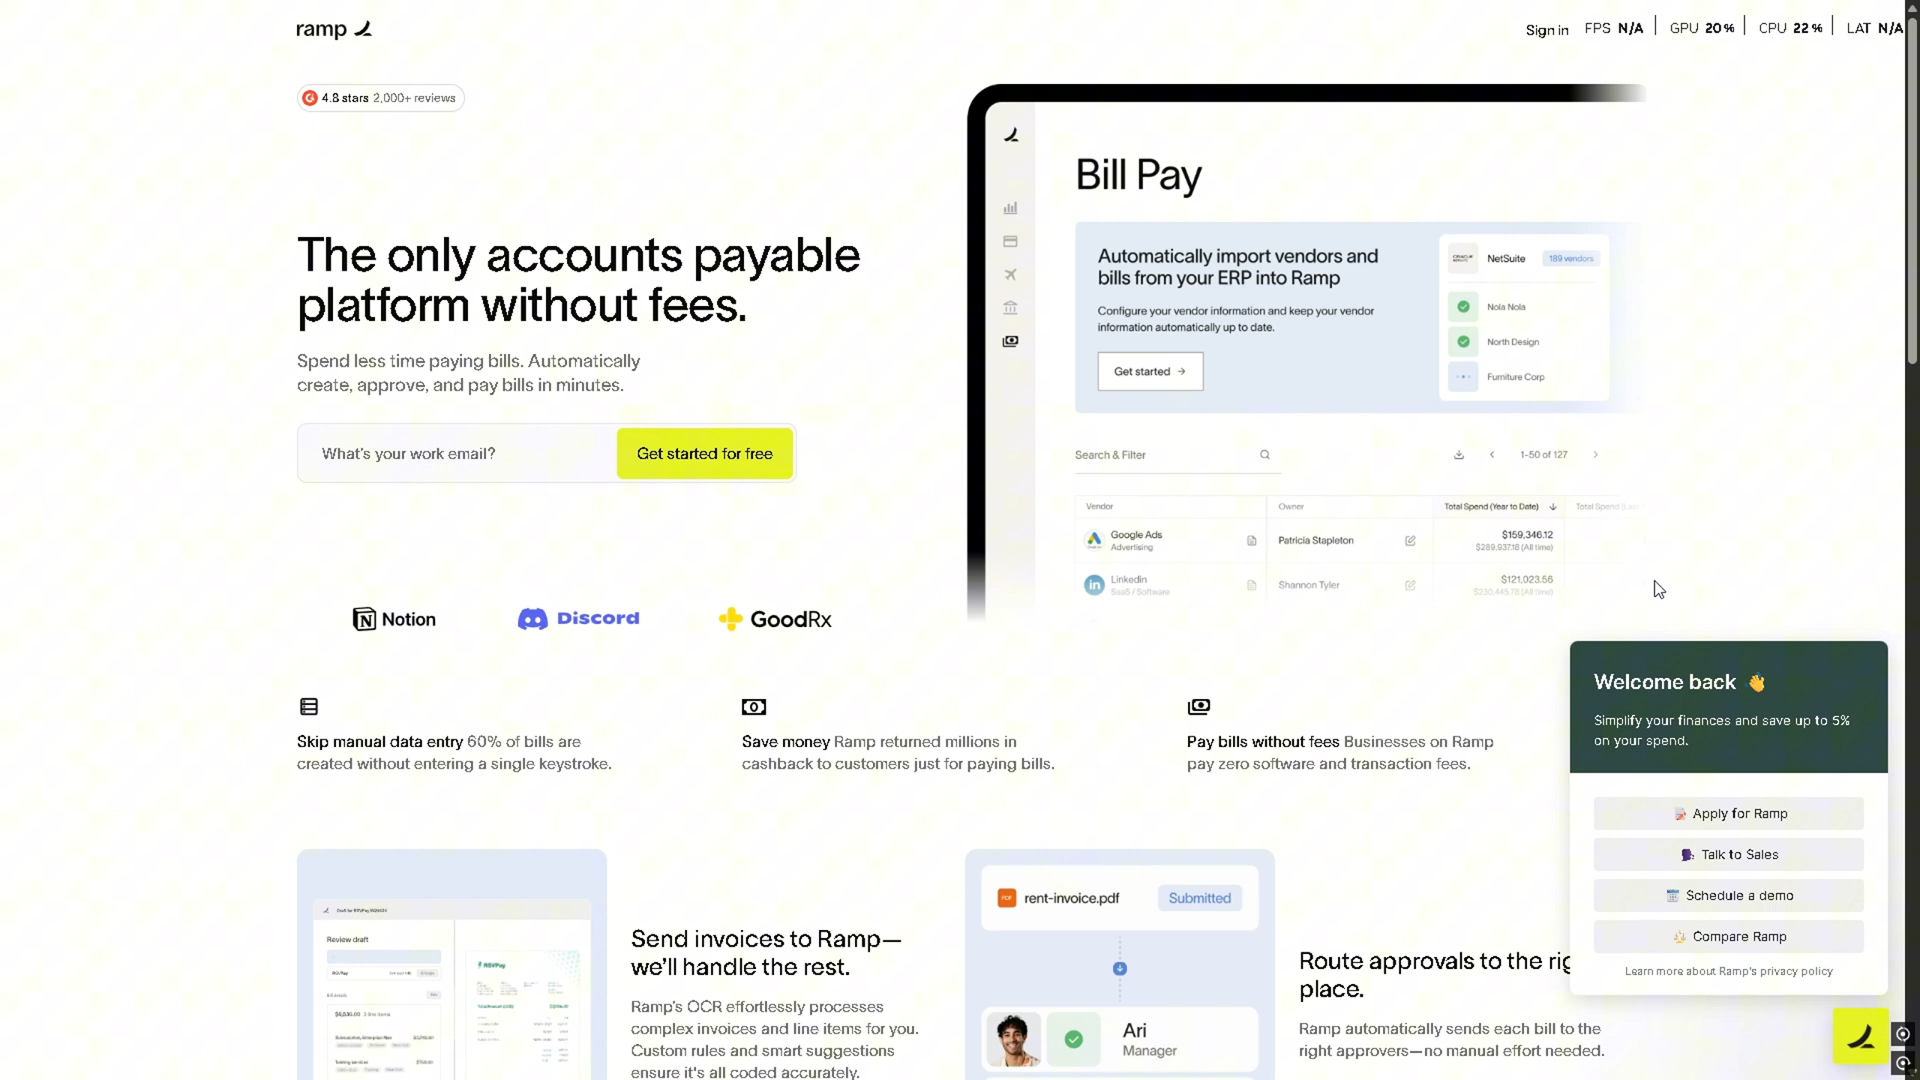 ramp
Sign in
FPS N/A | GPU 20% | CPU 22% | LAT N/A
4.8 stars 2,000+ reviews
The only accounts payable
platform without fees.
Spend less time paying bills. Automatically
create, approve, and pay bills in minutes.
What's your work email?
Get started for free
Notion
Discord
GoodRx
Bill Pay
Automatically import vendors and
bills from your ERP into Ramp
Configure your vendor information and keep your vendor
information automatically up to date.
Get started →
NetSuite
189 vendors
Nola Nola
North Design
Furniture Corp
Search & Filter
1-50 of 127
Vendor
Owner
Total Spend (Year to Date)
Total Spend
Google Ads
Advertising
Patricia Stapleton
$159,346.12
$289,937.18 (All time)
Linkedin
SaaS / Software
Shannon Tyler
$121,023.56
$230,445.78 (All time)
Skip manual data entry 60% of bills are
created without entering a single keystroke.
Save money Ramp returned millions in
cashback to customers just for paying bills.
Pay bills without fees Businesses on Ramp
pay zero software and transaction fees.
Review draft
RSVPay
Send invoices to Ramp—
we'll handle the rest.
Ramp's OCR effortlessly processes
complex invoices and line items for you.
Custom rules and smart suggestions
ensure it's all coded accurately.
PDF
rent-invoice.pdf
Submitted
Ari
Manager
Route approvals to the rig
place.
Ramp automatically sends each bill to the
right approvers—no manual effort needed.
Welcome back 👋
Simplify your finances and save up to 5%
on your spend.
Apply for Ramp
Talk to Sales
Schedule a demo
Compare Ramp
Learn more about Ramp's privacy policy